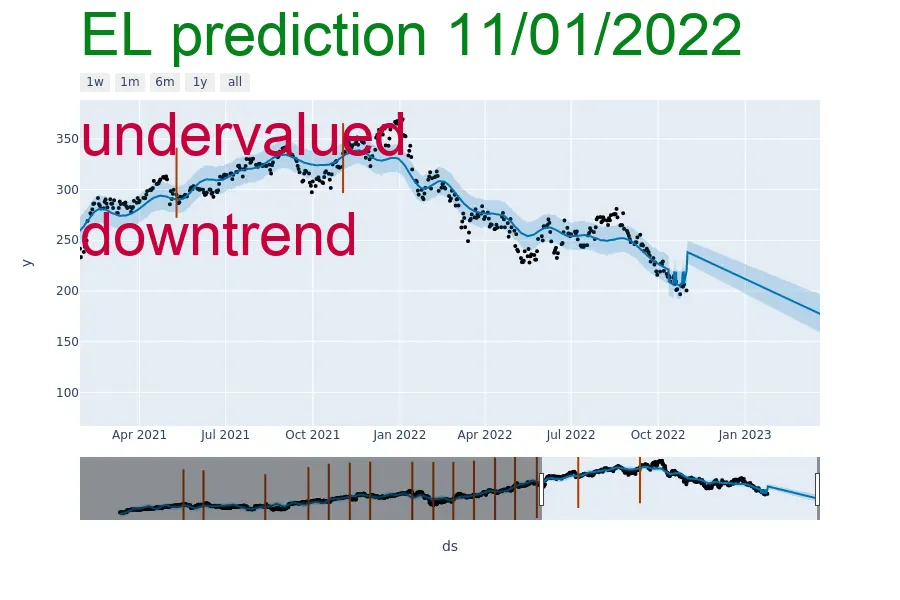 EL prediction 11/01/2022
1w 1m 6m 1y all
undervalued
downtrend
350
300
250
200
150
100
y
Apr 2021 Jul 2021 Oct 2021 Jan 2022 Apr 2022 Jul 2022 Oct 2022 Jan 2023
ds